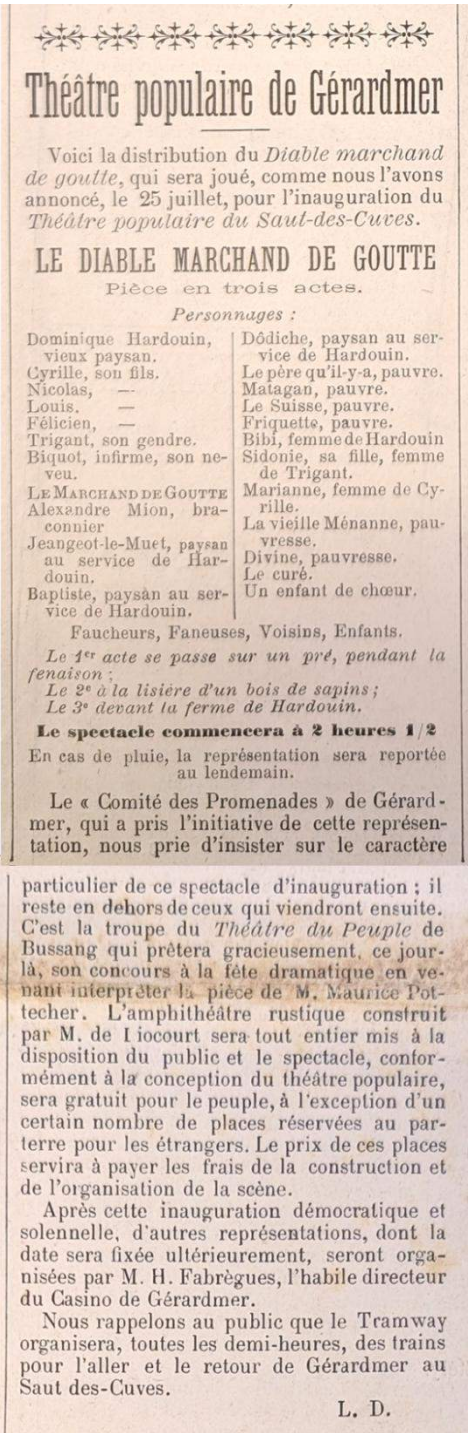 Théâtre populaire de Gérardmer
Voici la distribution du Diable marchand
de goutte, qui sera joué, comme nous l'avons
annoncé, le 25 juillet, pour l'inauguration du
Théâtre populaire du Saut-des-Cuves.
LE DIABLE MARCHAND DE GOUTTE
Pièce en trois actes.
Personnages :
Dominique Hardouin,
vieux paysan.
Cyrille, son fils.
Nicolas, —
Louis. —
Félicien, —
Trigant, son gendre.
Biquot, infirme, son ne-
veu.
LE MARCHAND DE GOUTTE
Alexandre Mion, bra-
connier
Jeangeot-le-Muet, paysan
au service de Har-
douin.
Baptiste, paysan au ser-
vice de Hardouin.
Dôdiche, paysan au ser-
vice de Hardouin.
Le père qu'il-y-a, pauvre.
Matagan, pauvre.
Le Suisse, pauvre.
Friquette, pauvre.
Bibi, femme de Hardouin
Sidonie, sa fille, femme
de Trigant.
Marianne, femme de Cy-
rille.
La vieille Ménanne, pau-
vresse.
Divine, pauvresse.
Le curé.
Un enfant de chœur.
Faucheurs, Faneuses, Voisins, Enfants.
Le 1er acte se passe sur un pré, pendant la
fenaison ;
Le 2e à la lisière d'un bois de sapins ;
Le 3e devant la ferme de Hardouin.
Le spectacle commencera à 2 heures 1/2
En cas de pluie, la représentation sera reportée
au lendemain.
Le « Comité des Promenades » de Gérard-
mer, qui a pris l'initiative de cette représen-
tation, nous prie d'insister sur le caractère
particulier de ce spectacle d'inauguration ; il
reste en dehors de ceux qui viendront ensuite.
C'est la troupe du Théâtre du Peuple de
Bussang qui prêtera gracieusement, ce jour-
là, son concours à la fête dramatique en ve-
nant interpréter la pièce de M. Maurice Pot-
techer. L'amphithéâtre rustique construit
par M. de Liocourt sera tout entier mis à la
disposition du public et le spectacle, confor-
mément à la conception du théâtre populaire,
sera gratuit pour le peuple, à l'exception d'un
certain nombre de places réservées au par-
terre pour les étrangers. Le prix de ces places
servira à payer les frais de la construction et
de l'organisation de la scène.
Après cette inauguration démocratique et
solennelle, d'autres représentations, dont la
date sera fixée ultérieurement, seront orga-
nisées par M. H. Fabrègues, l'habile directeur
du Casino de Gérardmer.
Nous rappelons au public que le Tramway
organisera, toutes les demi-heures, des trains
pour l'aller et le retour de Gérardmer au
Saut des-Cuves.
L. D.